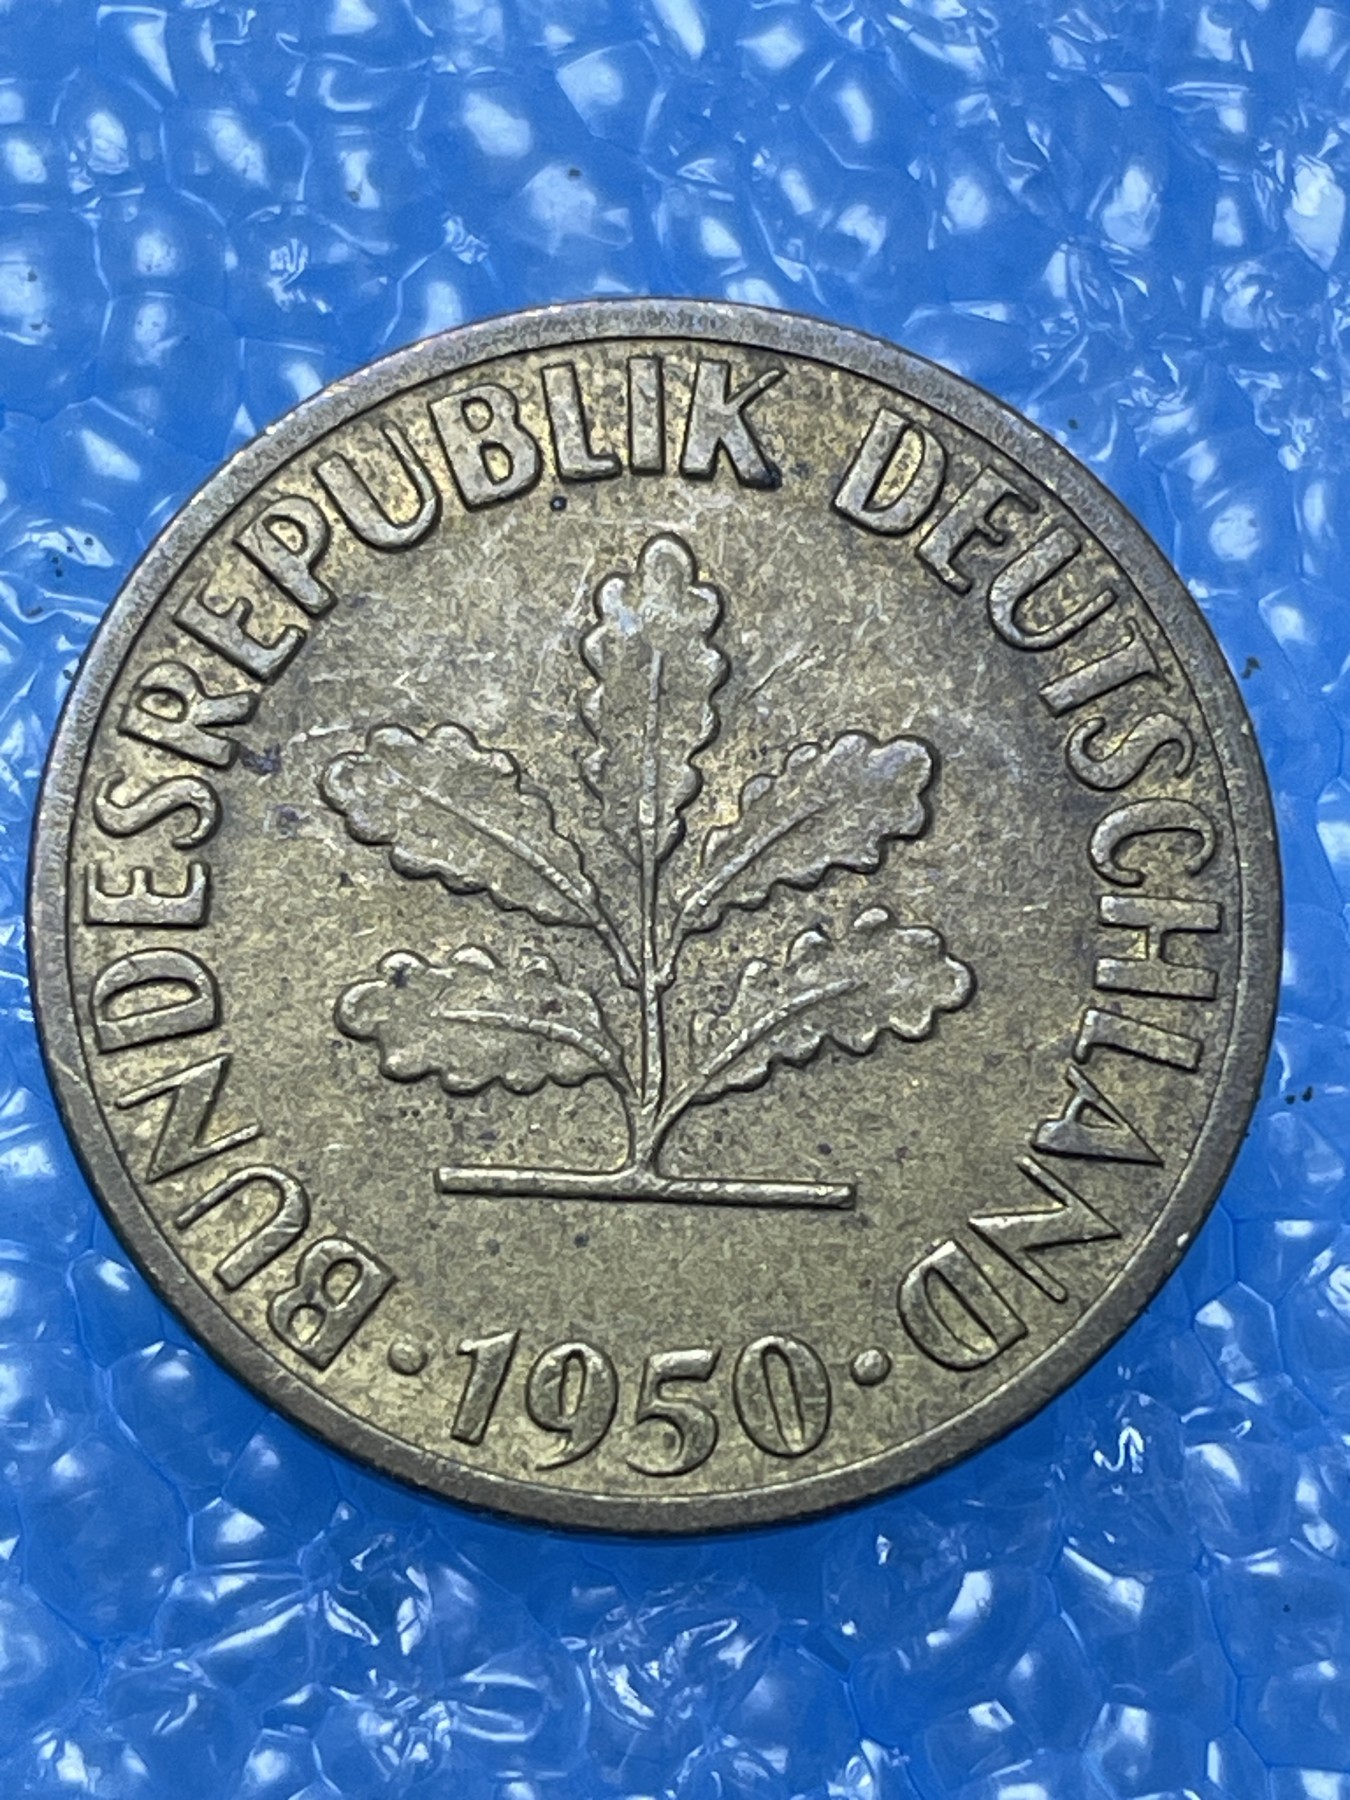 BUNDESREPUBLIK DEUTSCHLAND
· 1950 ·